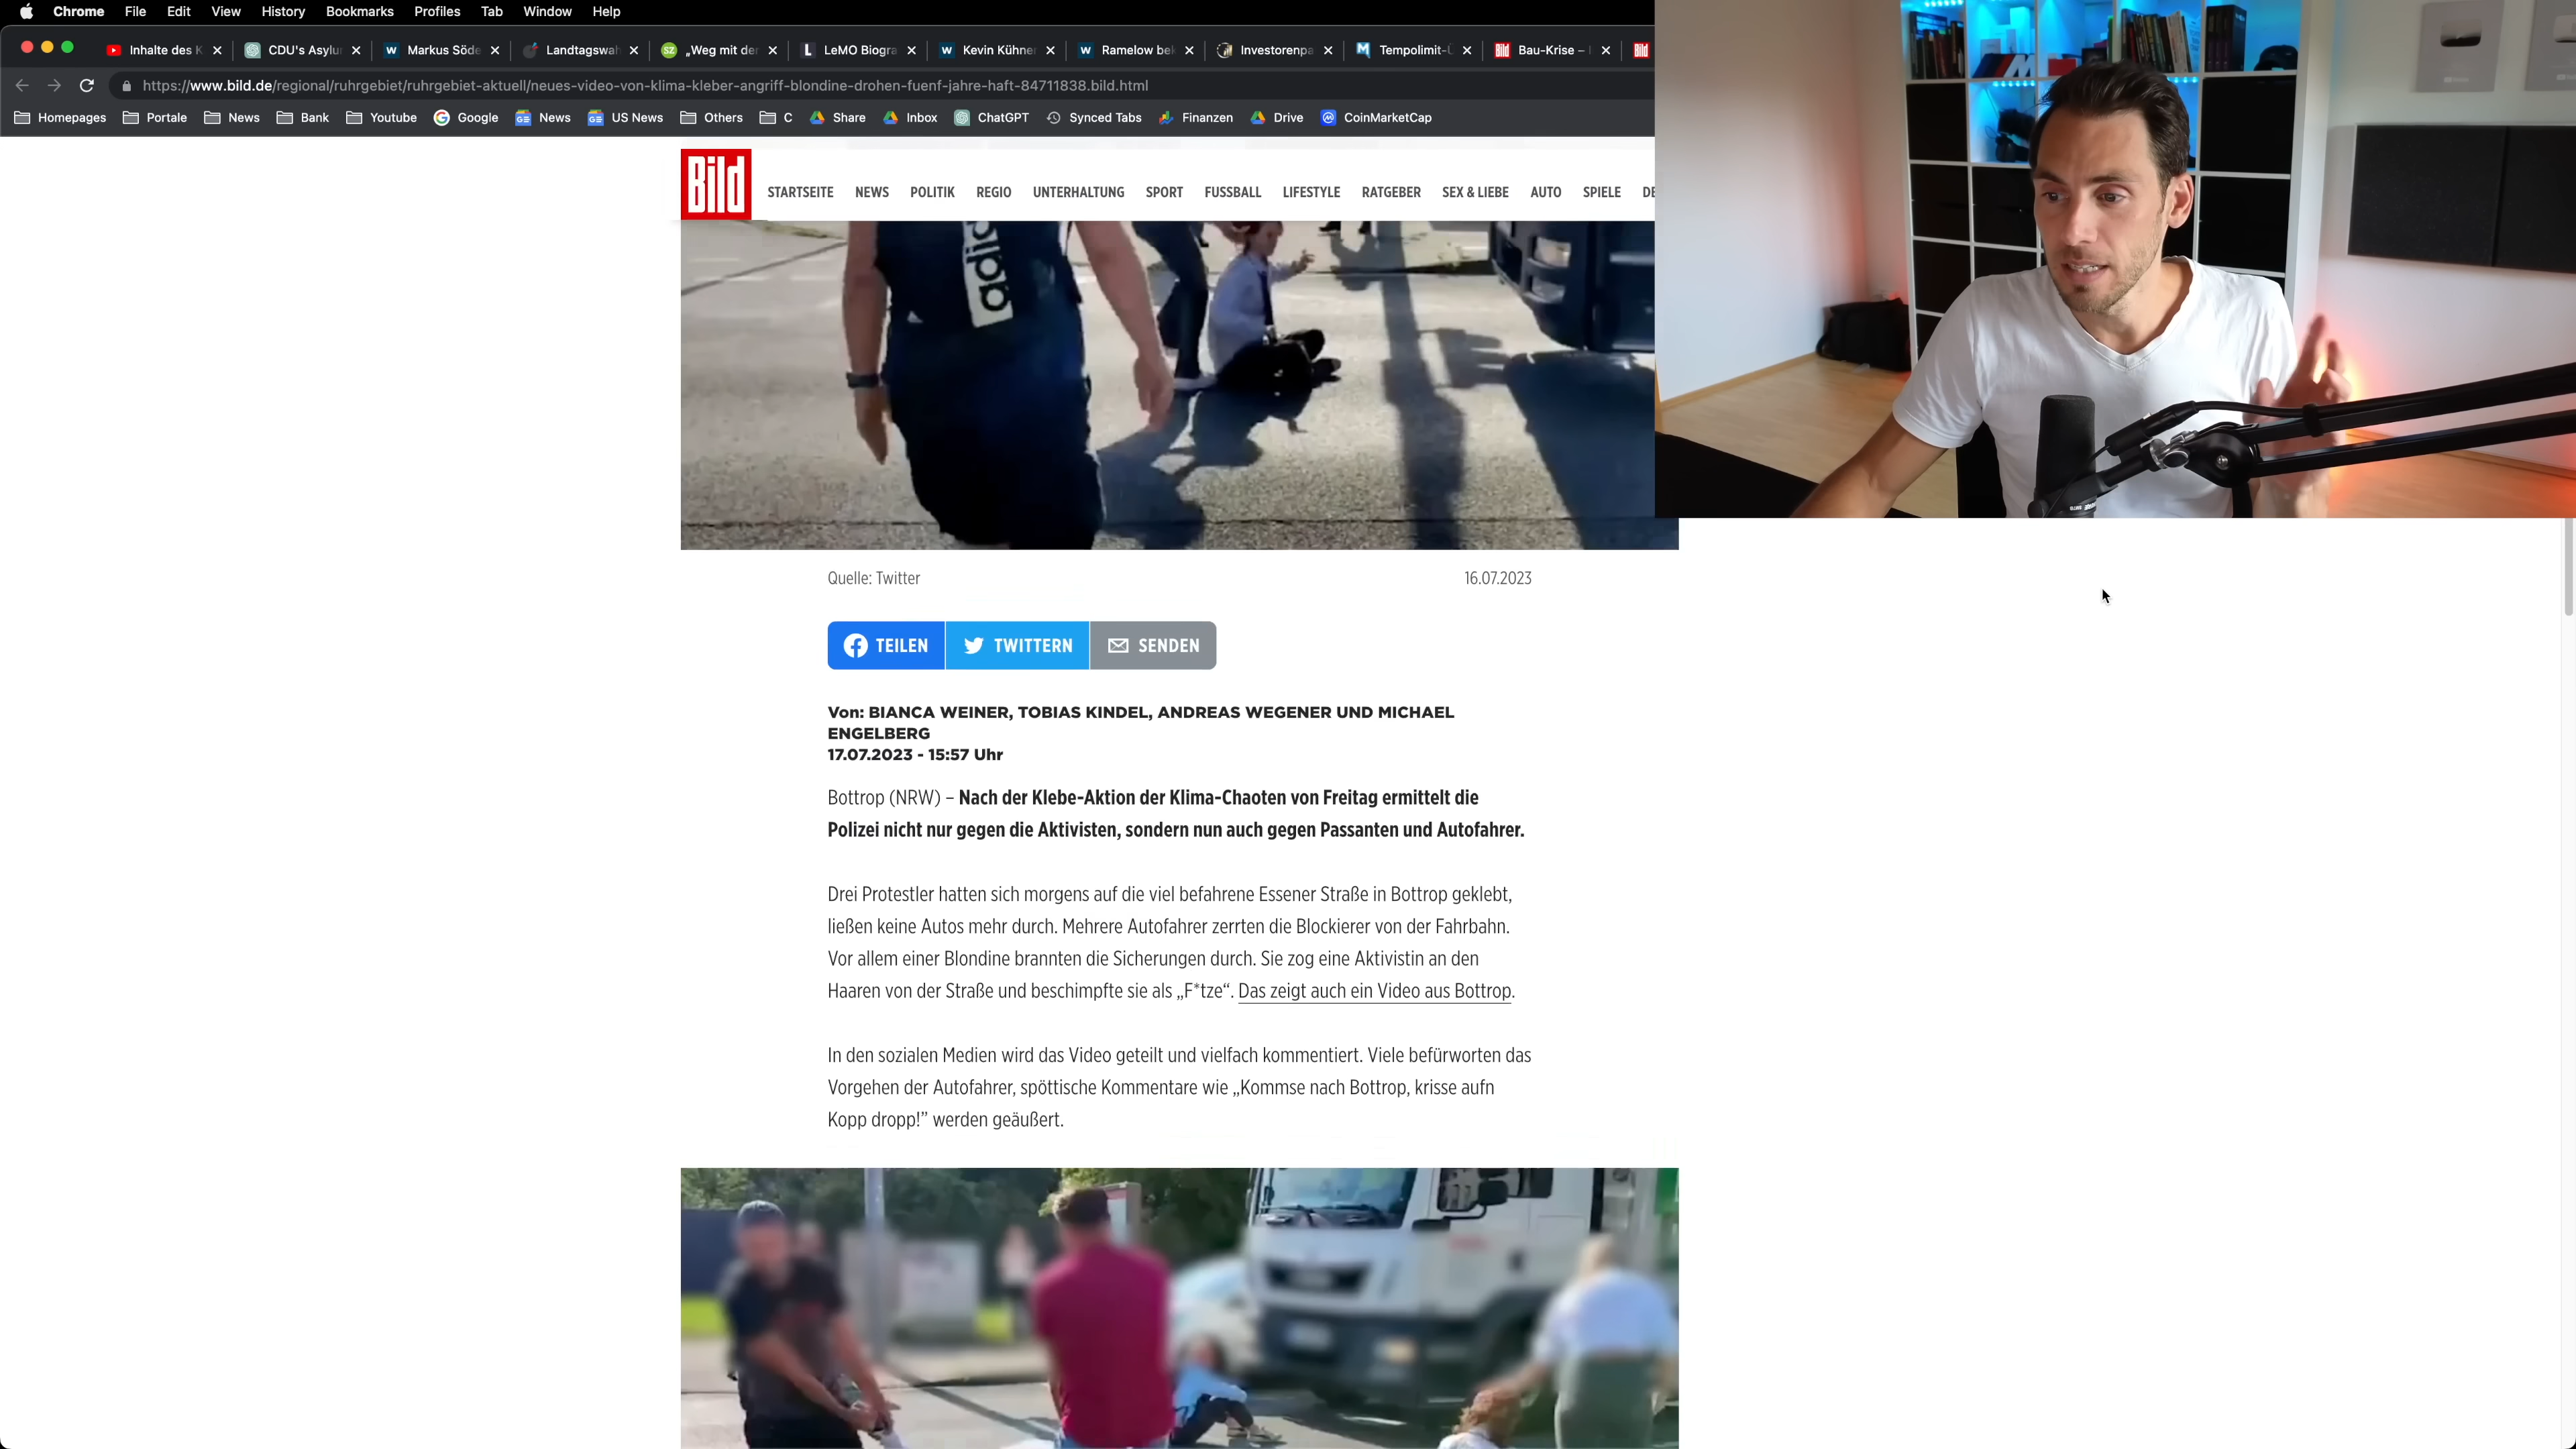 Chrome File Edit View History Bookmarks Profiles Tab Window Help
Inhalte des K CDU's Asylu Markus Söde Landtagswah „Weg mit der LeMO Biogra Kevin Kühner Ramelow bek Investorenpa Tempolimit-Ü Bau-Krise –
https://www.bild.de/regional/ruhrgebiet/ruhrgebiet-aktuell/neues-video-von-klima-kleber-angriff-blondine-drohen-fuenf-jahre-haft-84711838.bild.html
Homepages Portale News Bank Youtube Google News US News Others C Share Inbox ChatGPT Synced Tabs Finanzen Drive CoinMarketCap
Bild STARTSEITE NEWS POLITIK REGIO UNTERHALTUNG SPORT FUSSBALL LIFESTYLE RATGEBER SEX & LIEBE AUTO SPIELE DE
adid
Quelle: Twitter 16.07.2023
TEILEN TWITTERN SENDEN
Von: BIANCA WEINER, TOBIAS KINDEL, ANDREAS WEGENER UND MICHAEL
ENGELBERG
17.07.2023 - 15:57 Uhr
Bottrop (NRW) – Nach der Klebe-Aktion der Klima-Chaoten von Freitag ermittelt die
Polizei nicht nur gegen die Aktivisten, sondern nun auch gegen Passanten und Autofahrer.
Drei Protestler hatten sich morgens auf die viel befahrene Essener Straße in Bottrop geklebt,
ließen keine Autos mehr durch. Mehrere Autofahrer zerrten die Blockierer von der Fahrbahn.
Vor allem einer Blondine brannten die Sicherungen durch. Sie zog eine Aktivistin an den
Haaren von der Straße und beschimpfte sie als „F*tze“. Das zeigt auch ein Video aus Bottrop.
In den sozialen Medien wird das Video geteilt und vielfach kommentiert. Viele befürworten das
Vorgehen der Autofahrer, spöttische Kommentare wie „Kommse nach Bottrop, krisse aufn
Kopp dropp!” werden geäußert.